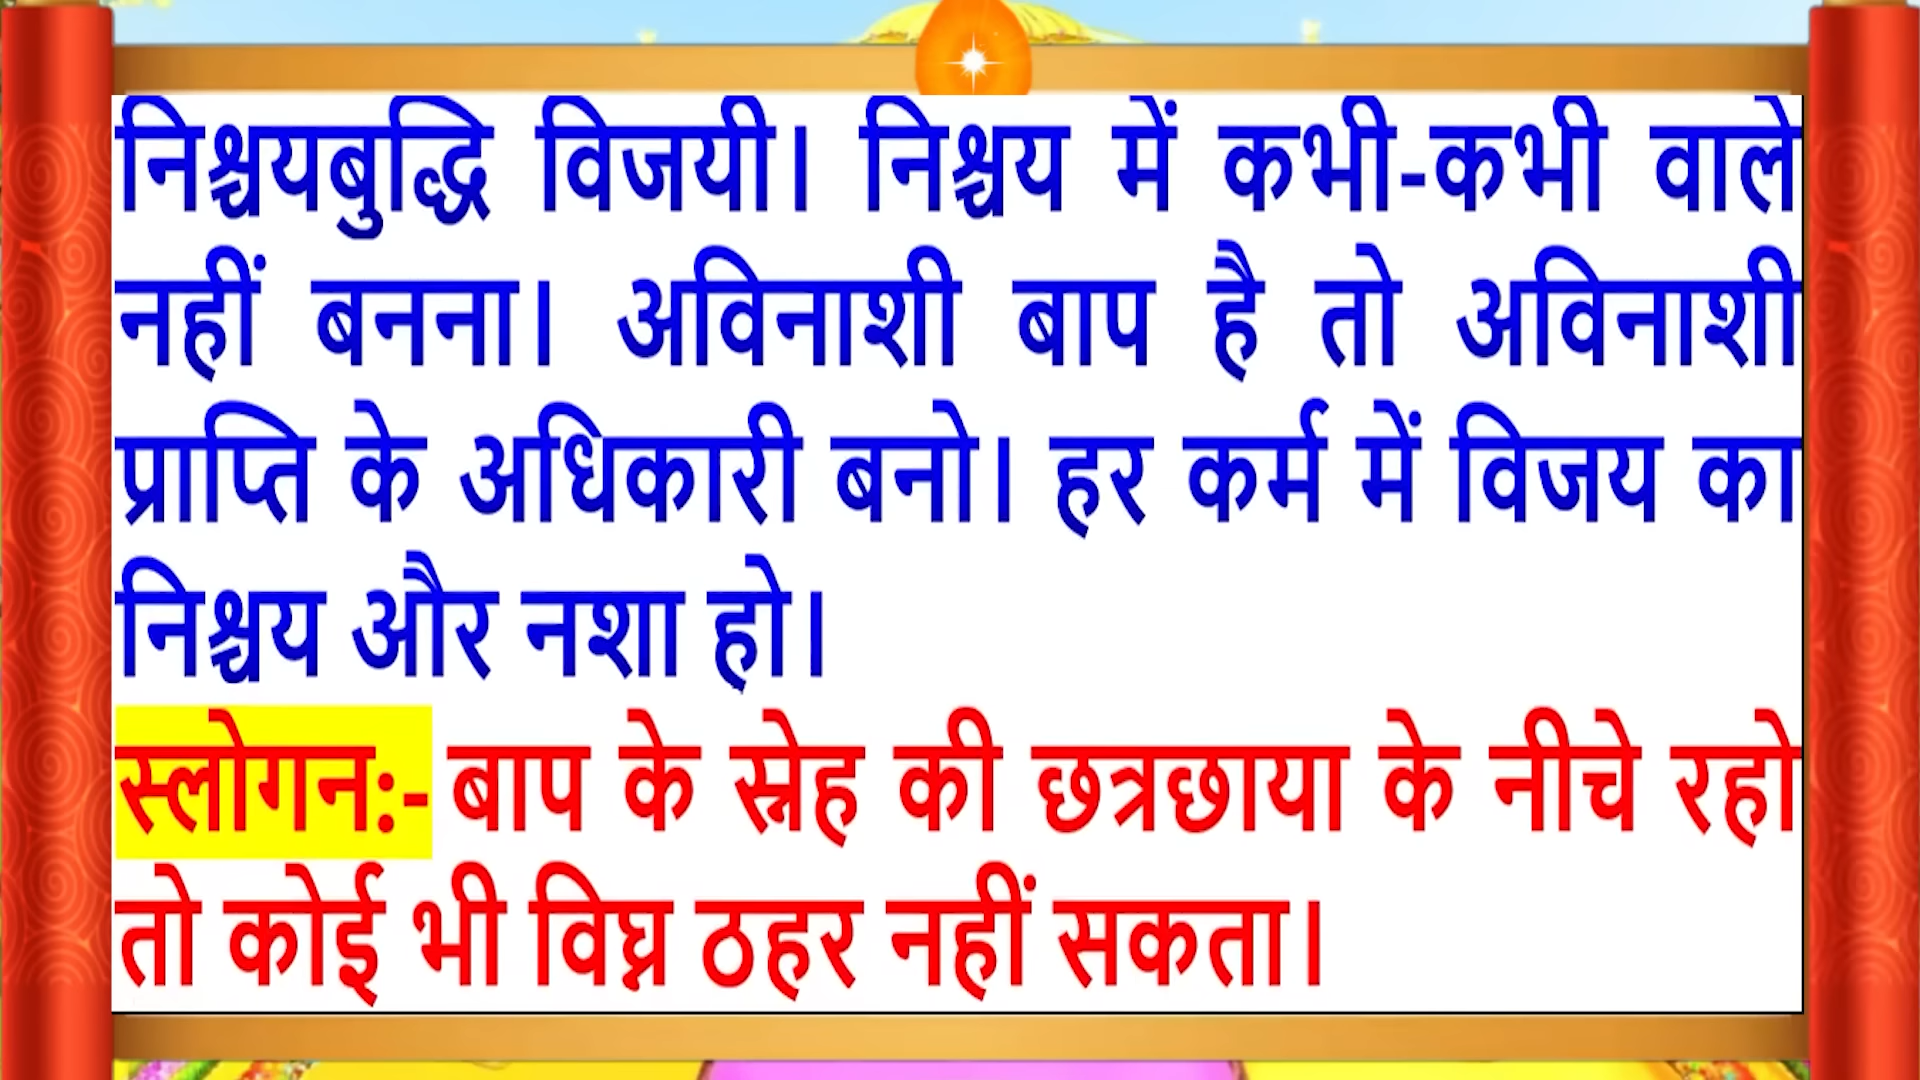 निश्चयबुद्धि विजयी। निश्चय में कभी-कभी वाले
नहीं बनना। अविनाशी बाप है तो अविनाशी
प्राप्ति के अधिकारी बनो। हर कर्म में विजय का
निश्चय और नशा हो।
स्लोगन:- बाप के स्नेह की छत्रछाया के नीचे रहो
तो कोई भी विघ्न ठहर नहीं सकता।